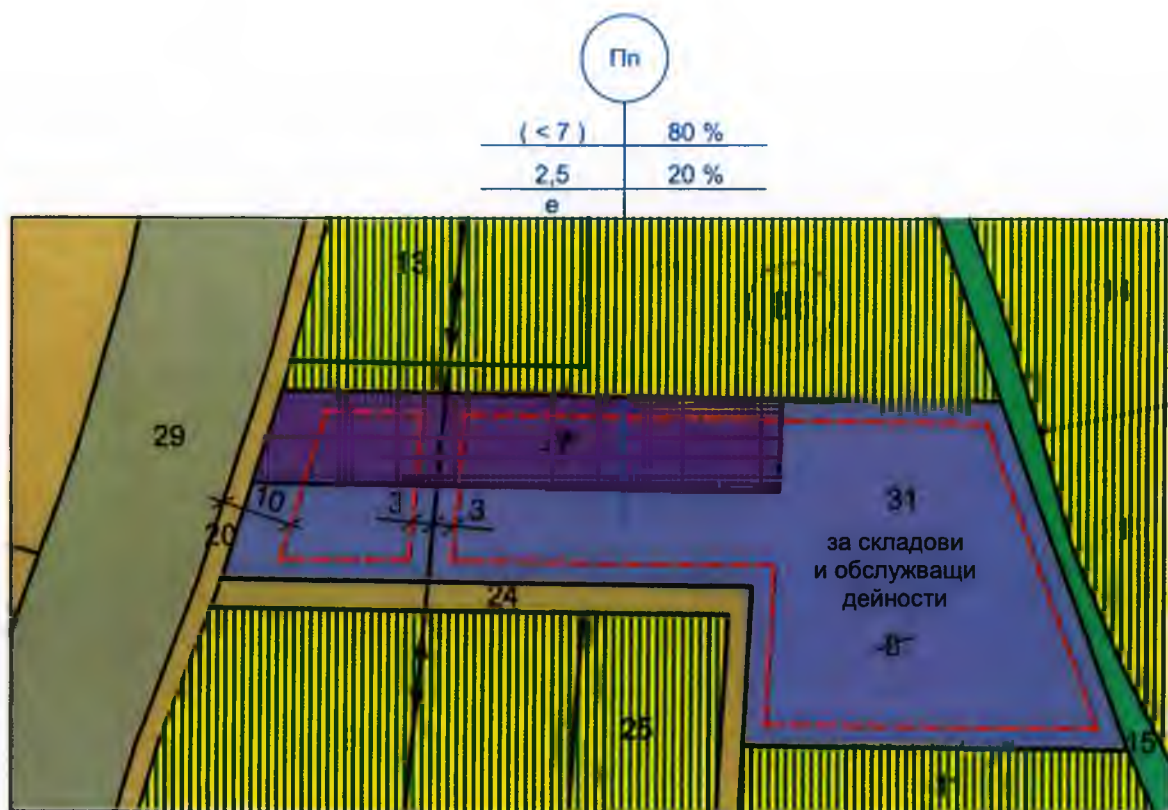 Пп
( < 7 ) 80 %
2,5 20 %
е
13
29
10
3
3
20
31
за складови
и обслужващи
дейности
24
25
15